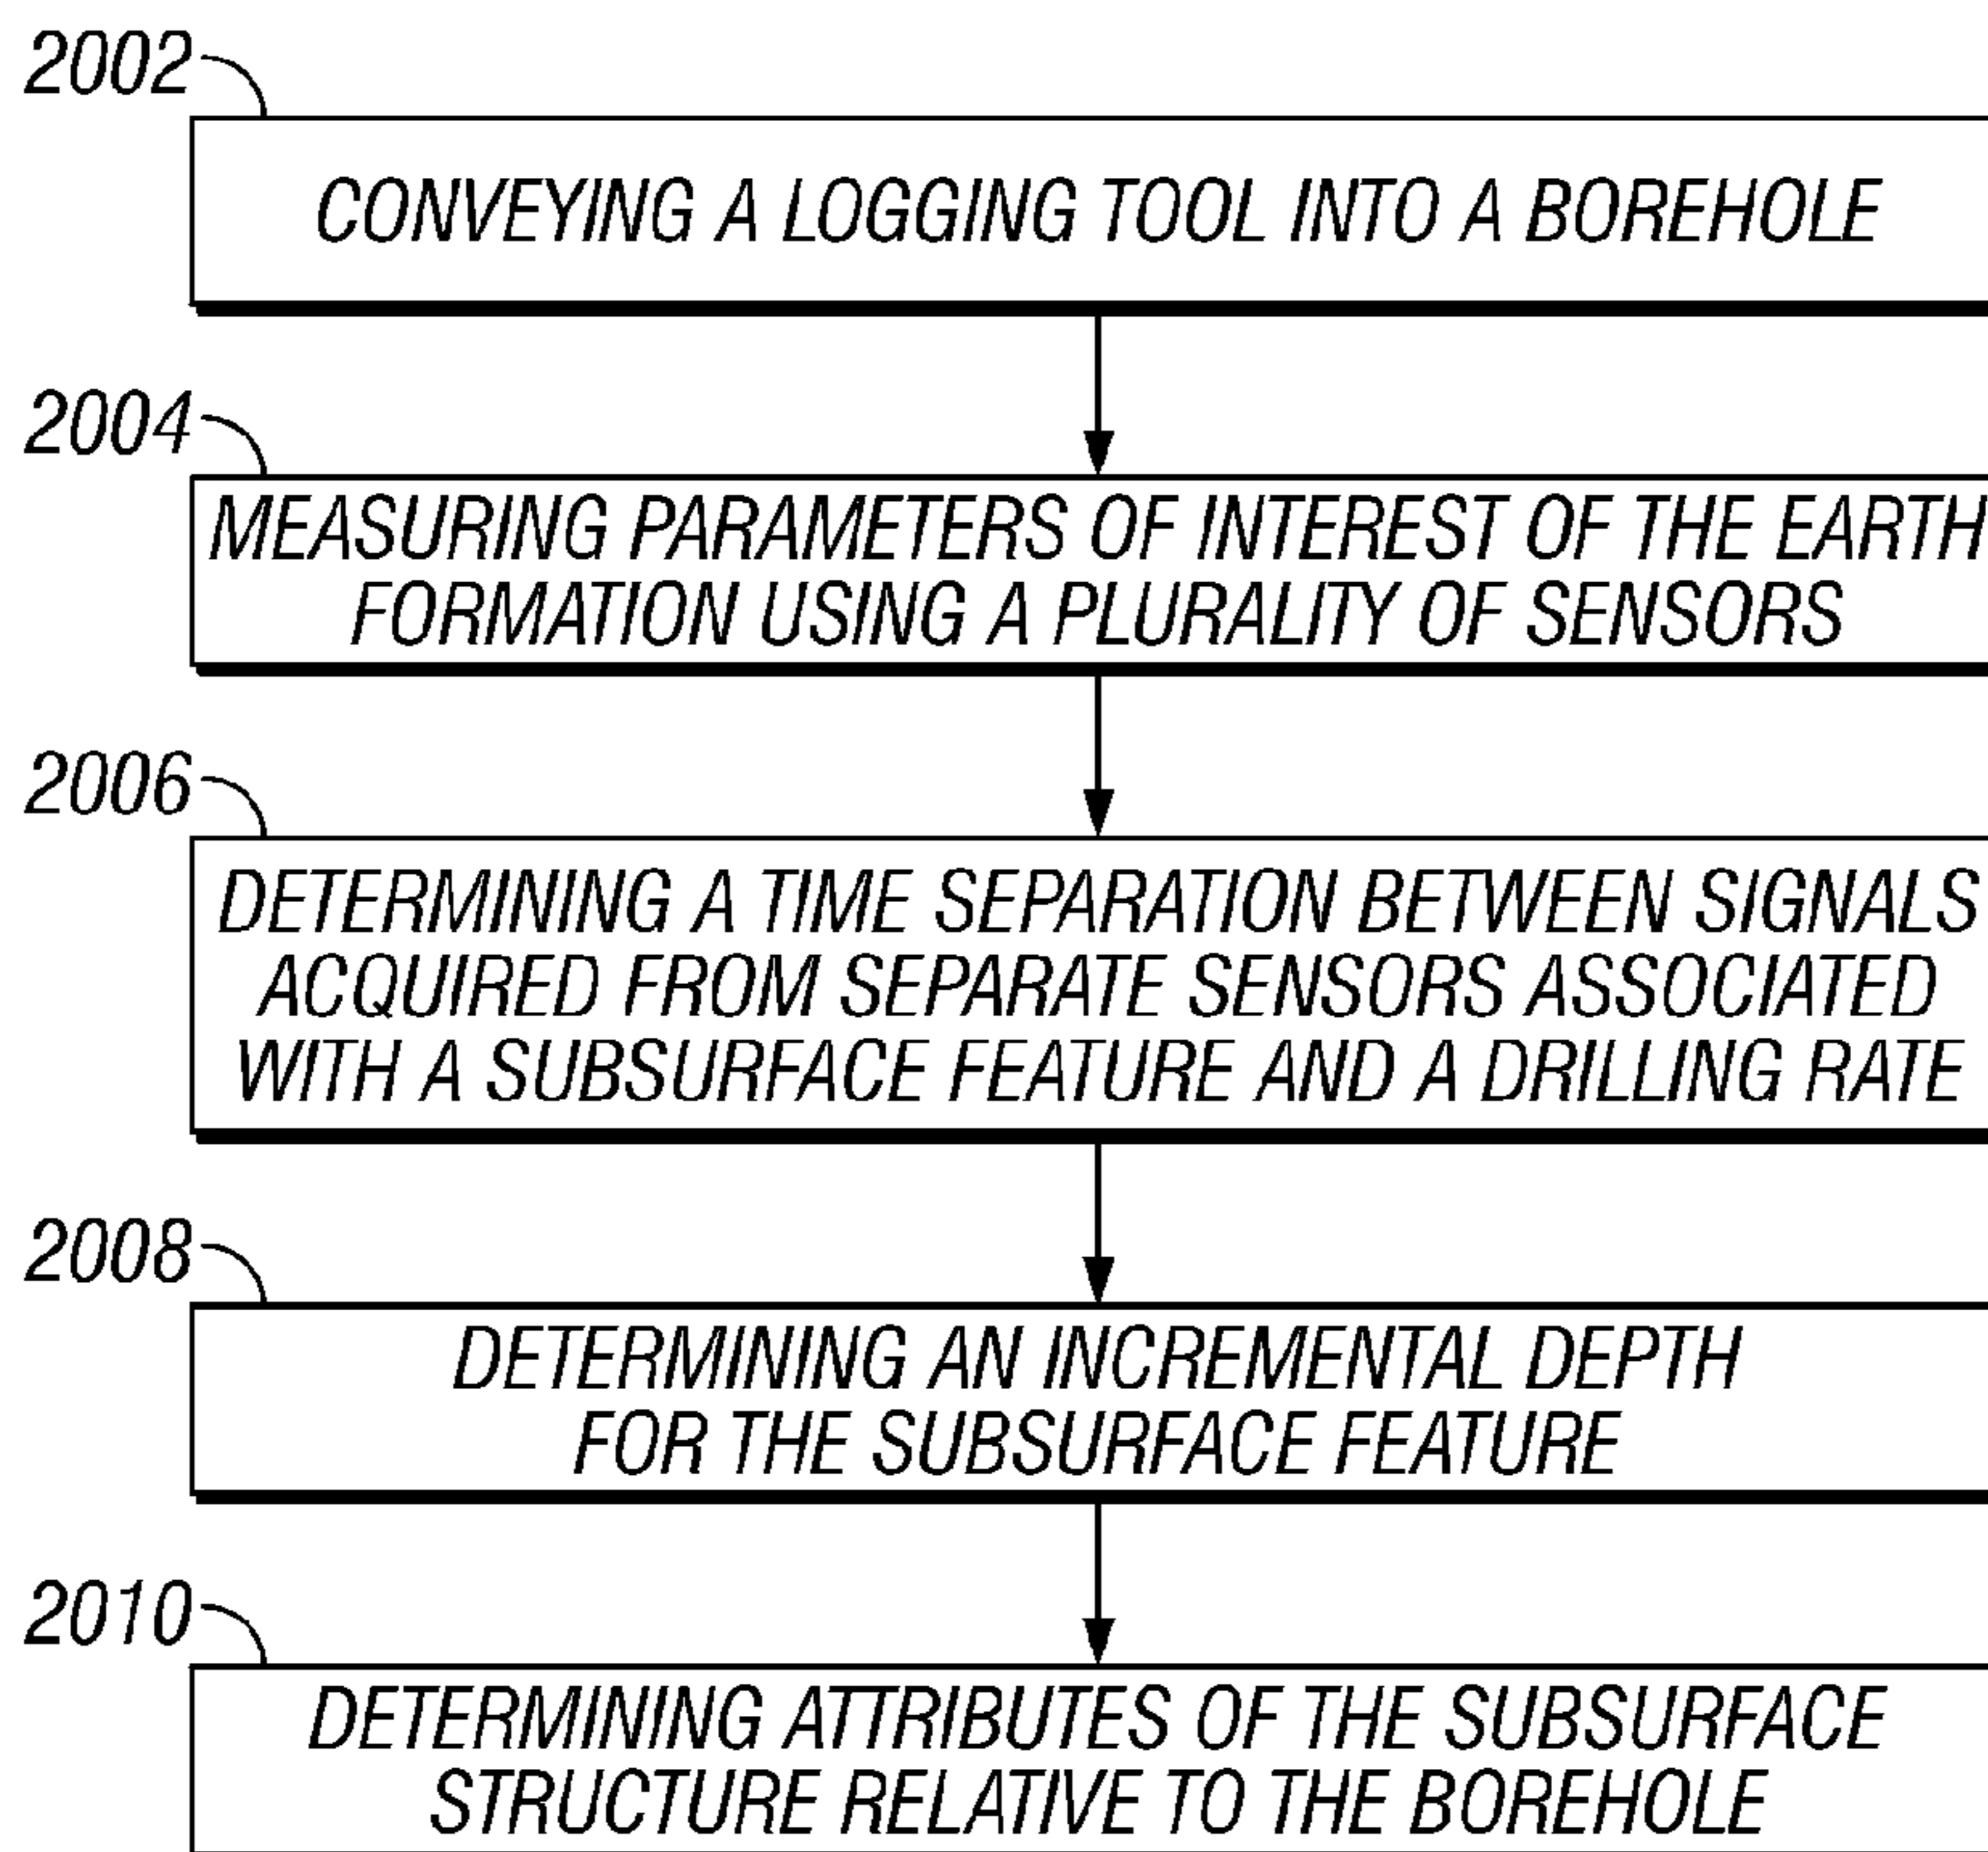 2002
CONVEYING A LOGGING TOOL INTO A BOREHOLE
2004
MEASURING PARAMETERS OF INTEREST OF THE EARTH
FORMATION USING A PLURALITY OF SENSORS
2006
DETERMINING A TIME SEPARATION BETWEEN SIGNALS
ACQUIRED FROM SEPARATE SENSORS ASSOCIATED
WITH A SUBSURFACE FEATURE AND A DRILLING RATE
2008
DETERMINING AN INCREMENTAL DEPTH
FOR THE SUBSURFACE FEATURE
2010
DETERMINING ATTRIBUTES OF THE SUBSURFACE
STRUCTURE RELATIVE TO THE BOREHOLE